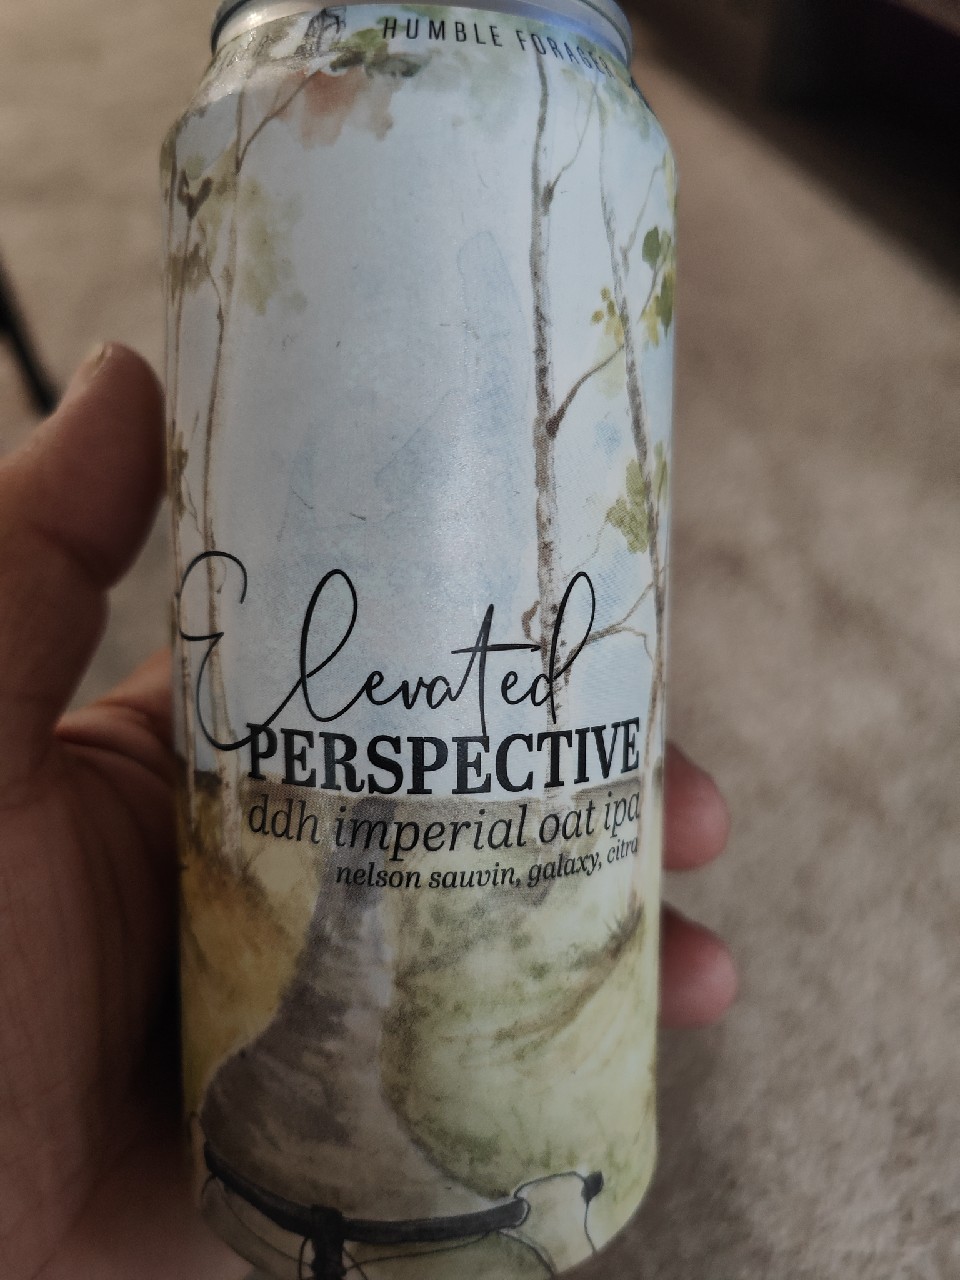 HUMBLE FORAGER
Elevated
PERSPECTIVE
ddh imperial oat ipa
nelson sauvin, galaxy, citra